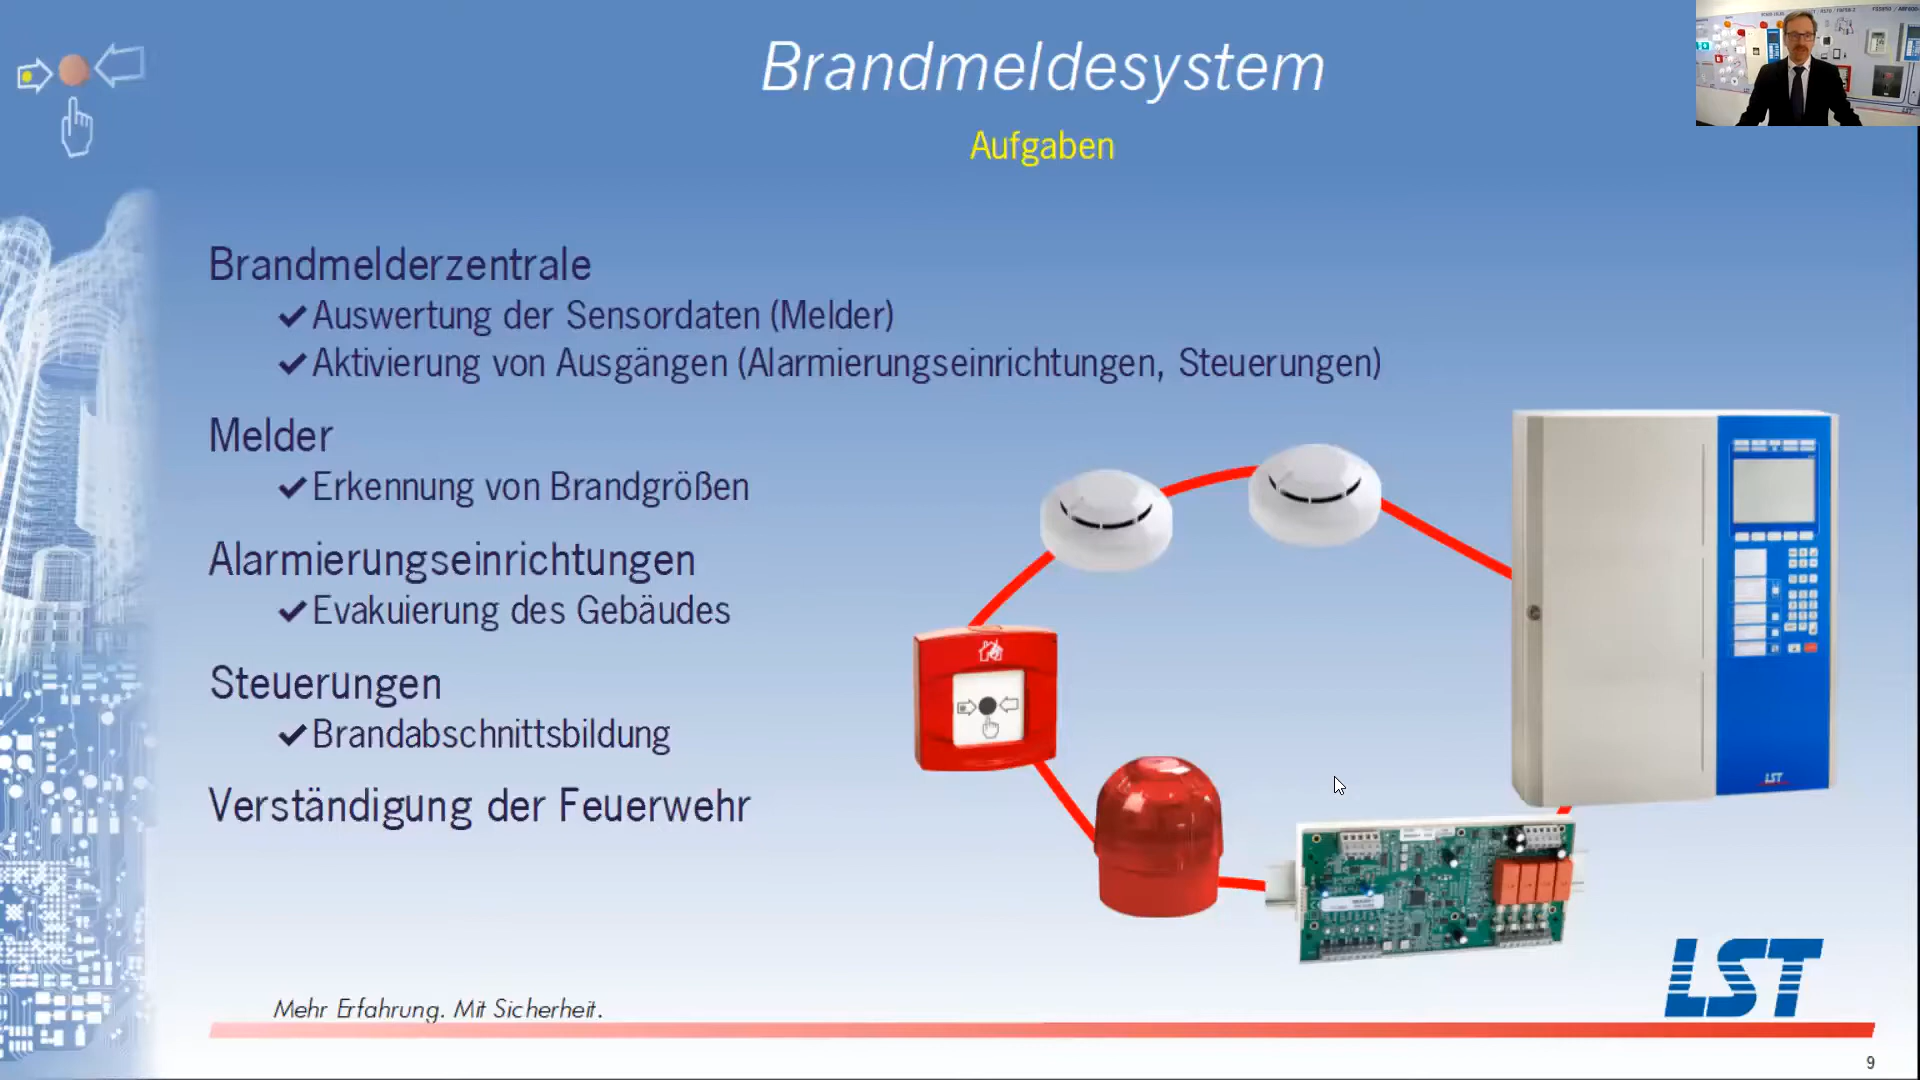 Brandmeldesystem
Aufgaben
Brandmelderzentrale
✓Auswertung der Sensordaten (Melder)
✓Aktivierung von Ausgängen (Alarmierungseinrichtungen, Steuerungen)
Melder
✓Erkennung von Brandgrößen
Alarmierungseinrichtungen
✓Evakuierung des Gebäudes
Steuerungen
✓Brandabschnittsbildung
Verständigung der Feuerwehr
LST
LST
Mehr Erfahrung. Mit Sicherheit.
9